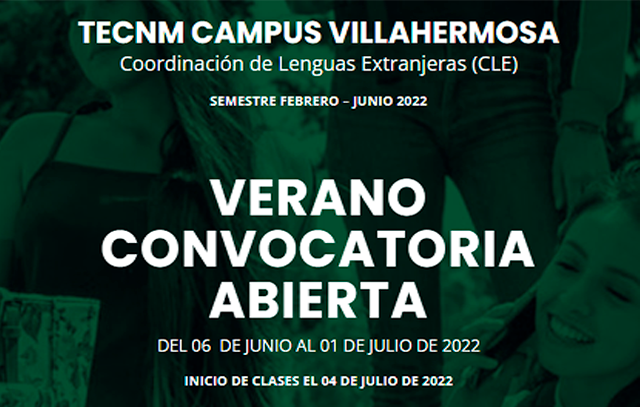 TECNM CAMPUS VILLAHERMOSA
Coordinación de Lenguas Extranjeras (CLE)
SEMESTRE FEBRERO – JUNIO 2022
VERANO
CONVOCATORIA
ABIERTA
DEL 06 DE JUNIO AL 01 DE JULIO DE 2022
INICIO DE CLASES EL 04 DE JULIO DE 2022